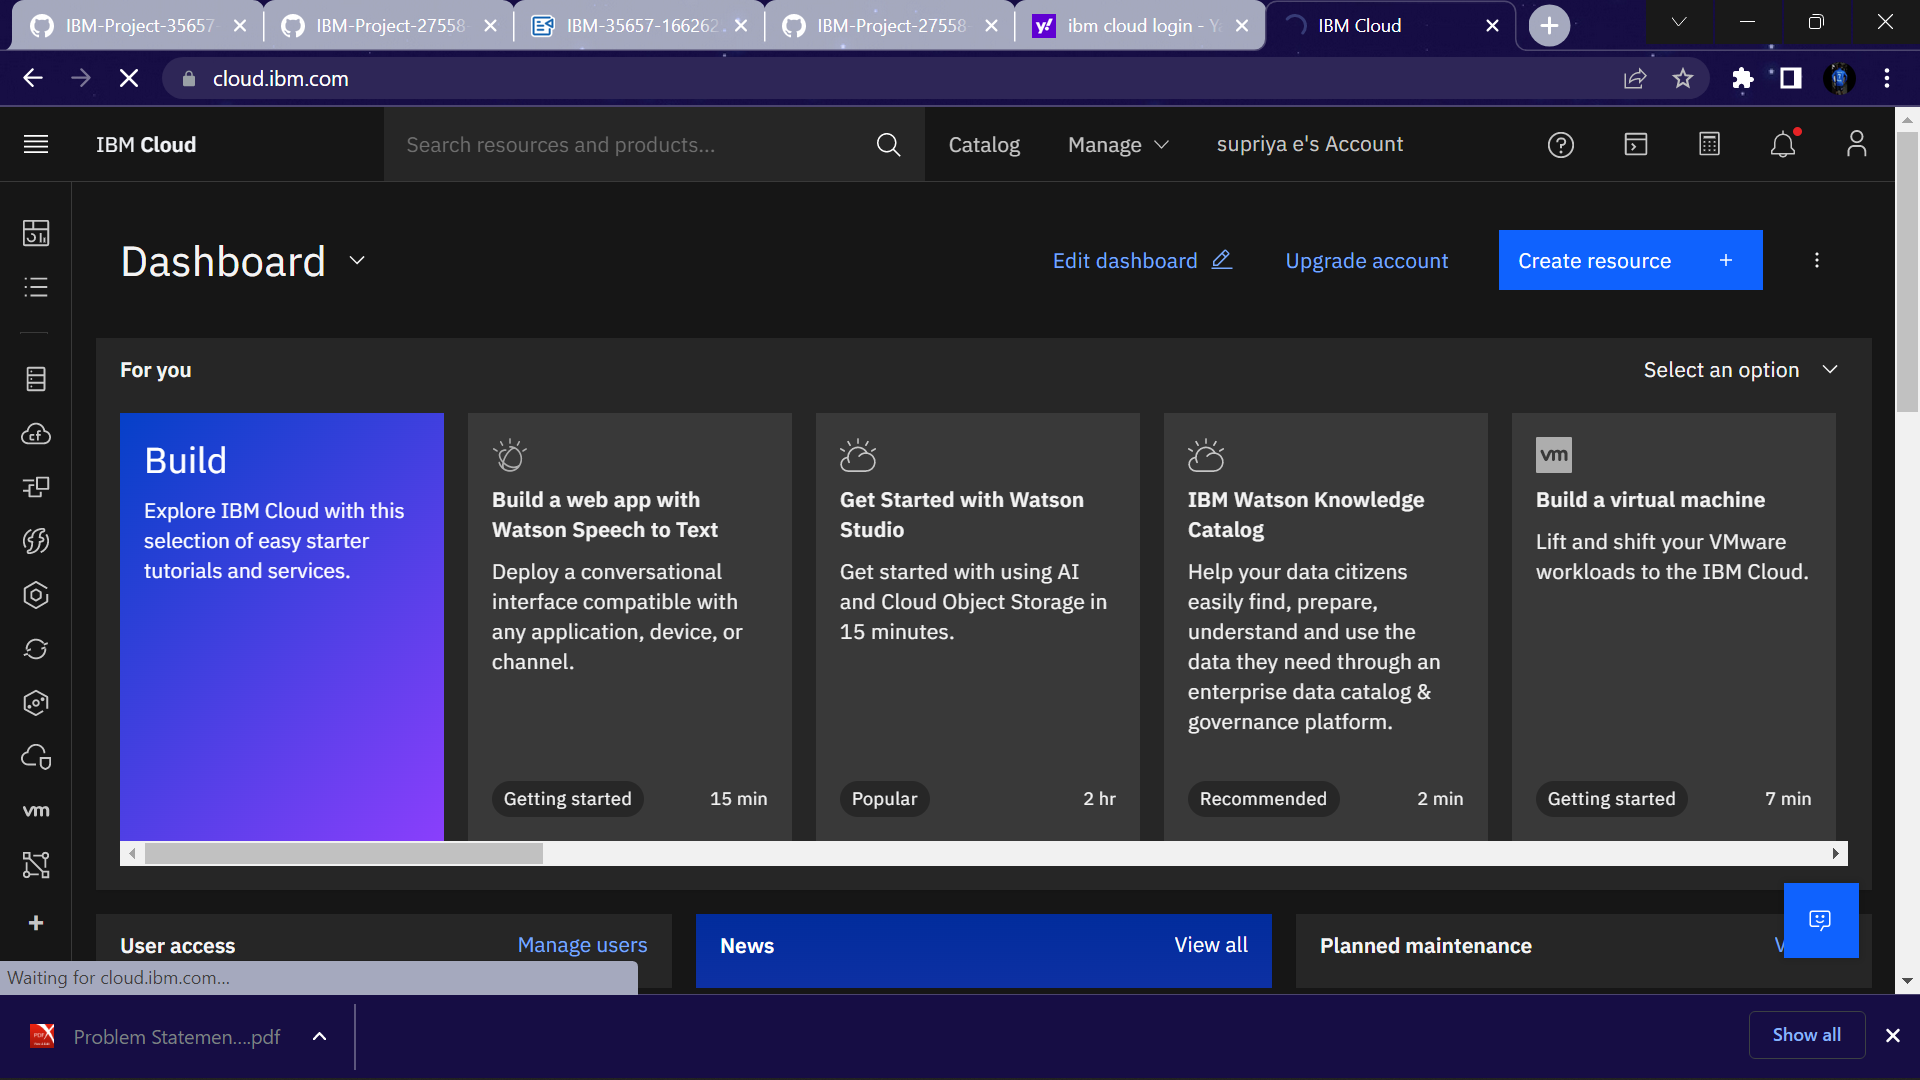 IBM-Project-35657-
IBM-Project-27558-
IBM-35657-166262
IBM-Project-27558-
ibm cloud login - Ya
IBM Cloud
cloud.ibm.com
IBM Cloud
Search resources and products...
Catalog
Manage
supriya e's Account
Dashboard
Edit dashboard
Upgrade account
Create resource +
For you
Select an option
Build
Explore IBM Cloud with this
selection of easy starter
tutorials and services.
Build a web app with
Watson Speech to Text
Deploy a conversational
interface compatible with
any application, device, or
channel.
Getting started
15 min
Get Started with Watson
Studio
Get started with using AI
and Cloud Object Storage in
15 minutes.
Popular
2 hr
IBM Watson Knowledge
Catalog
Help your data citizens
easily find, prepare,
understand and use the
data they need through an
enterprise data catalog &
governance platform.
Recommended
2 min
vm
Build a virtual machine
Lift and shift your VMware
workloads to the IBM Cloud.
Getting started
7 min
cf
vm
User access
Manage users
News
View all
Planned maintenance
Waiting for cloud.ibm.com...
Problem Statemen....pdf
Show all